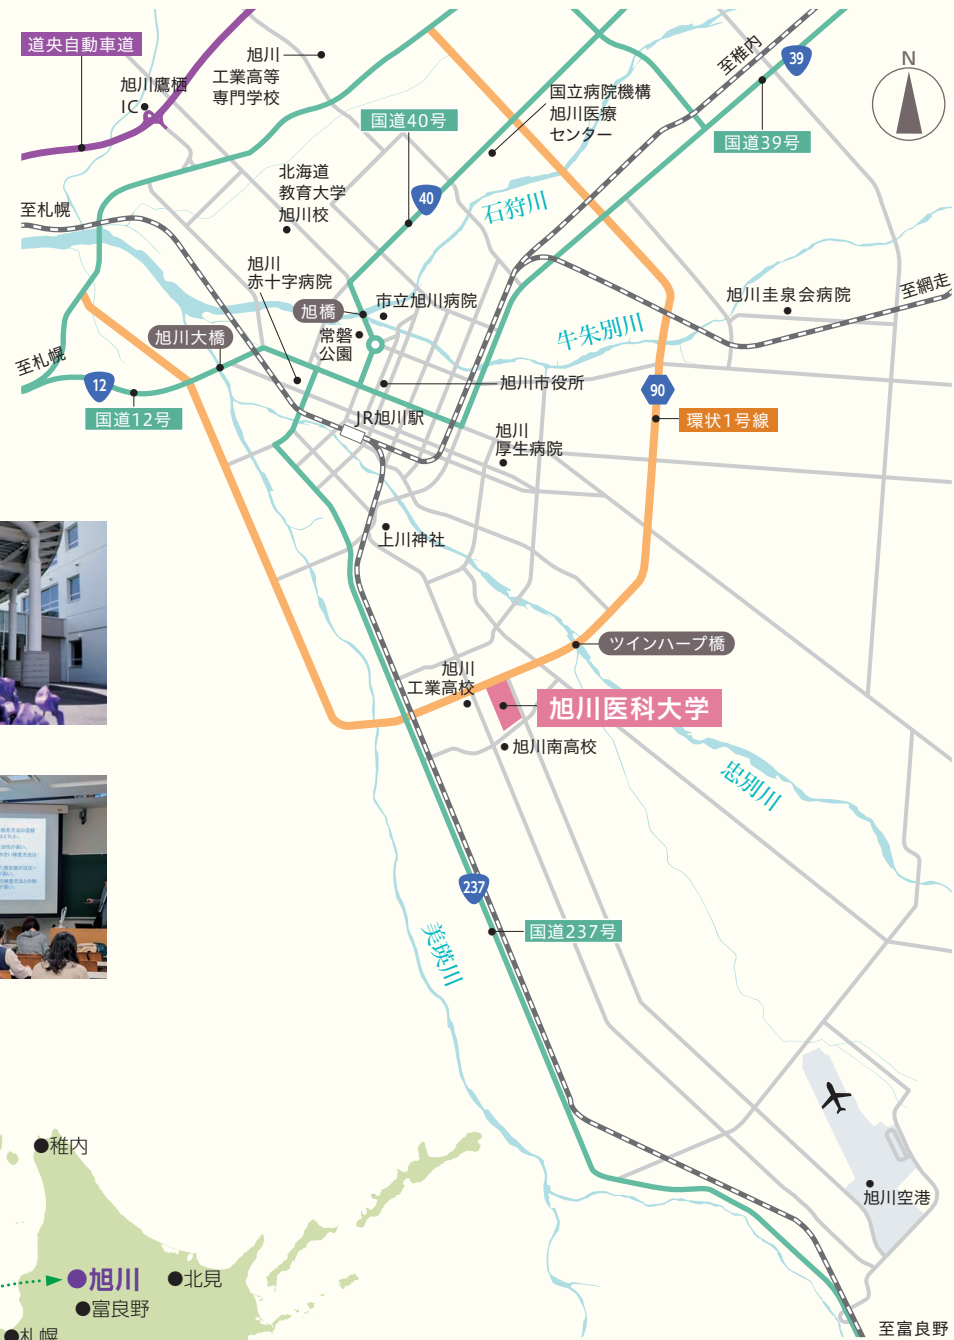 道央自動車道
旭川鷹栖
IC
旭川
工業高等
専門学校
国道40号
国立病院機構
旭川医療
センター
至稚内
39
国道39号
N
北海道
教育大学
旭川校
40
石狩川
至札幌
旭川
赤十字病院
旭橋
市立旭川病院
常磐
公園
旭川大橋
牛朱別川
旭川圭泉会病院
至網走
至札幌
12
国道12号
旭川市役所
90
環状1号線
JR旭川駅
旭川
厚生病院
上川神社
ツインハープ橋
旭川
工業高校
旭川医科大学
旭川南高校
忠別川
237
国道237号
美瑛川
旭川空港
至富良野
稚内
旭川
北見
富良野
札幌